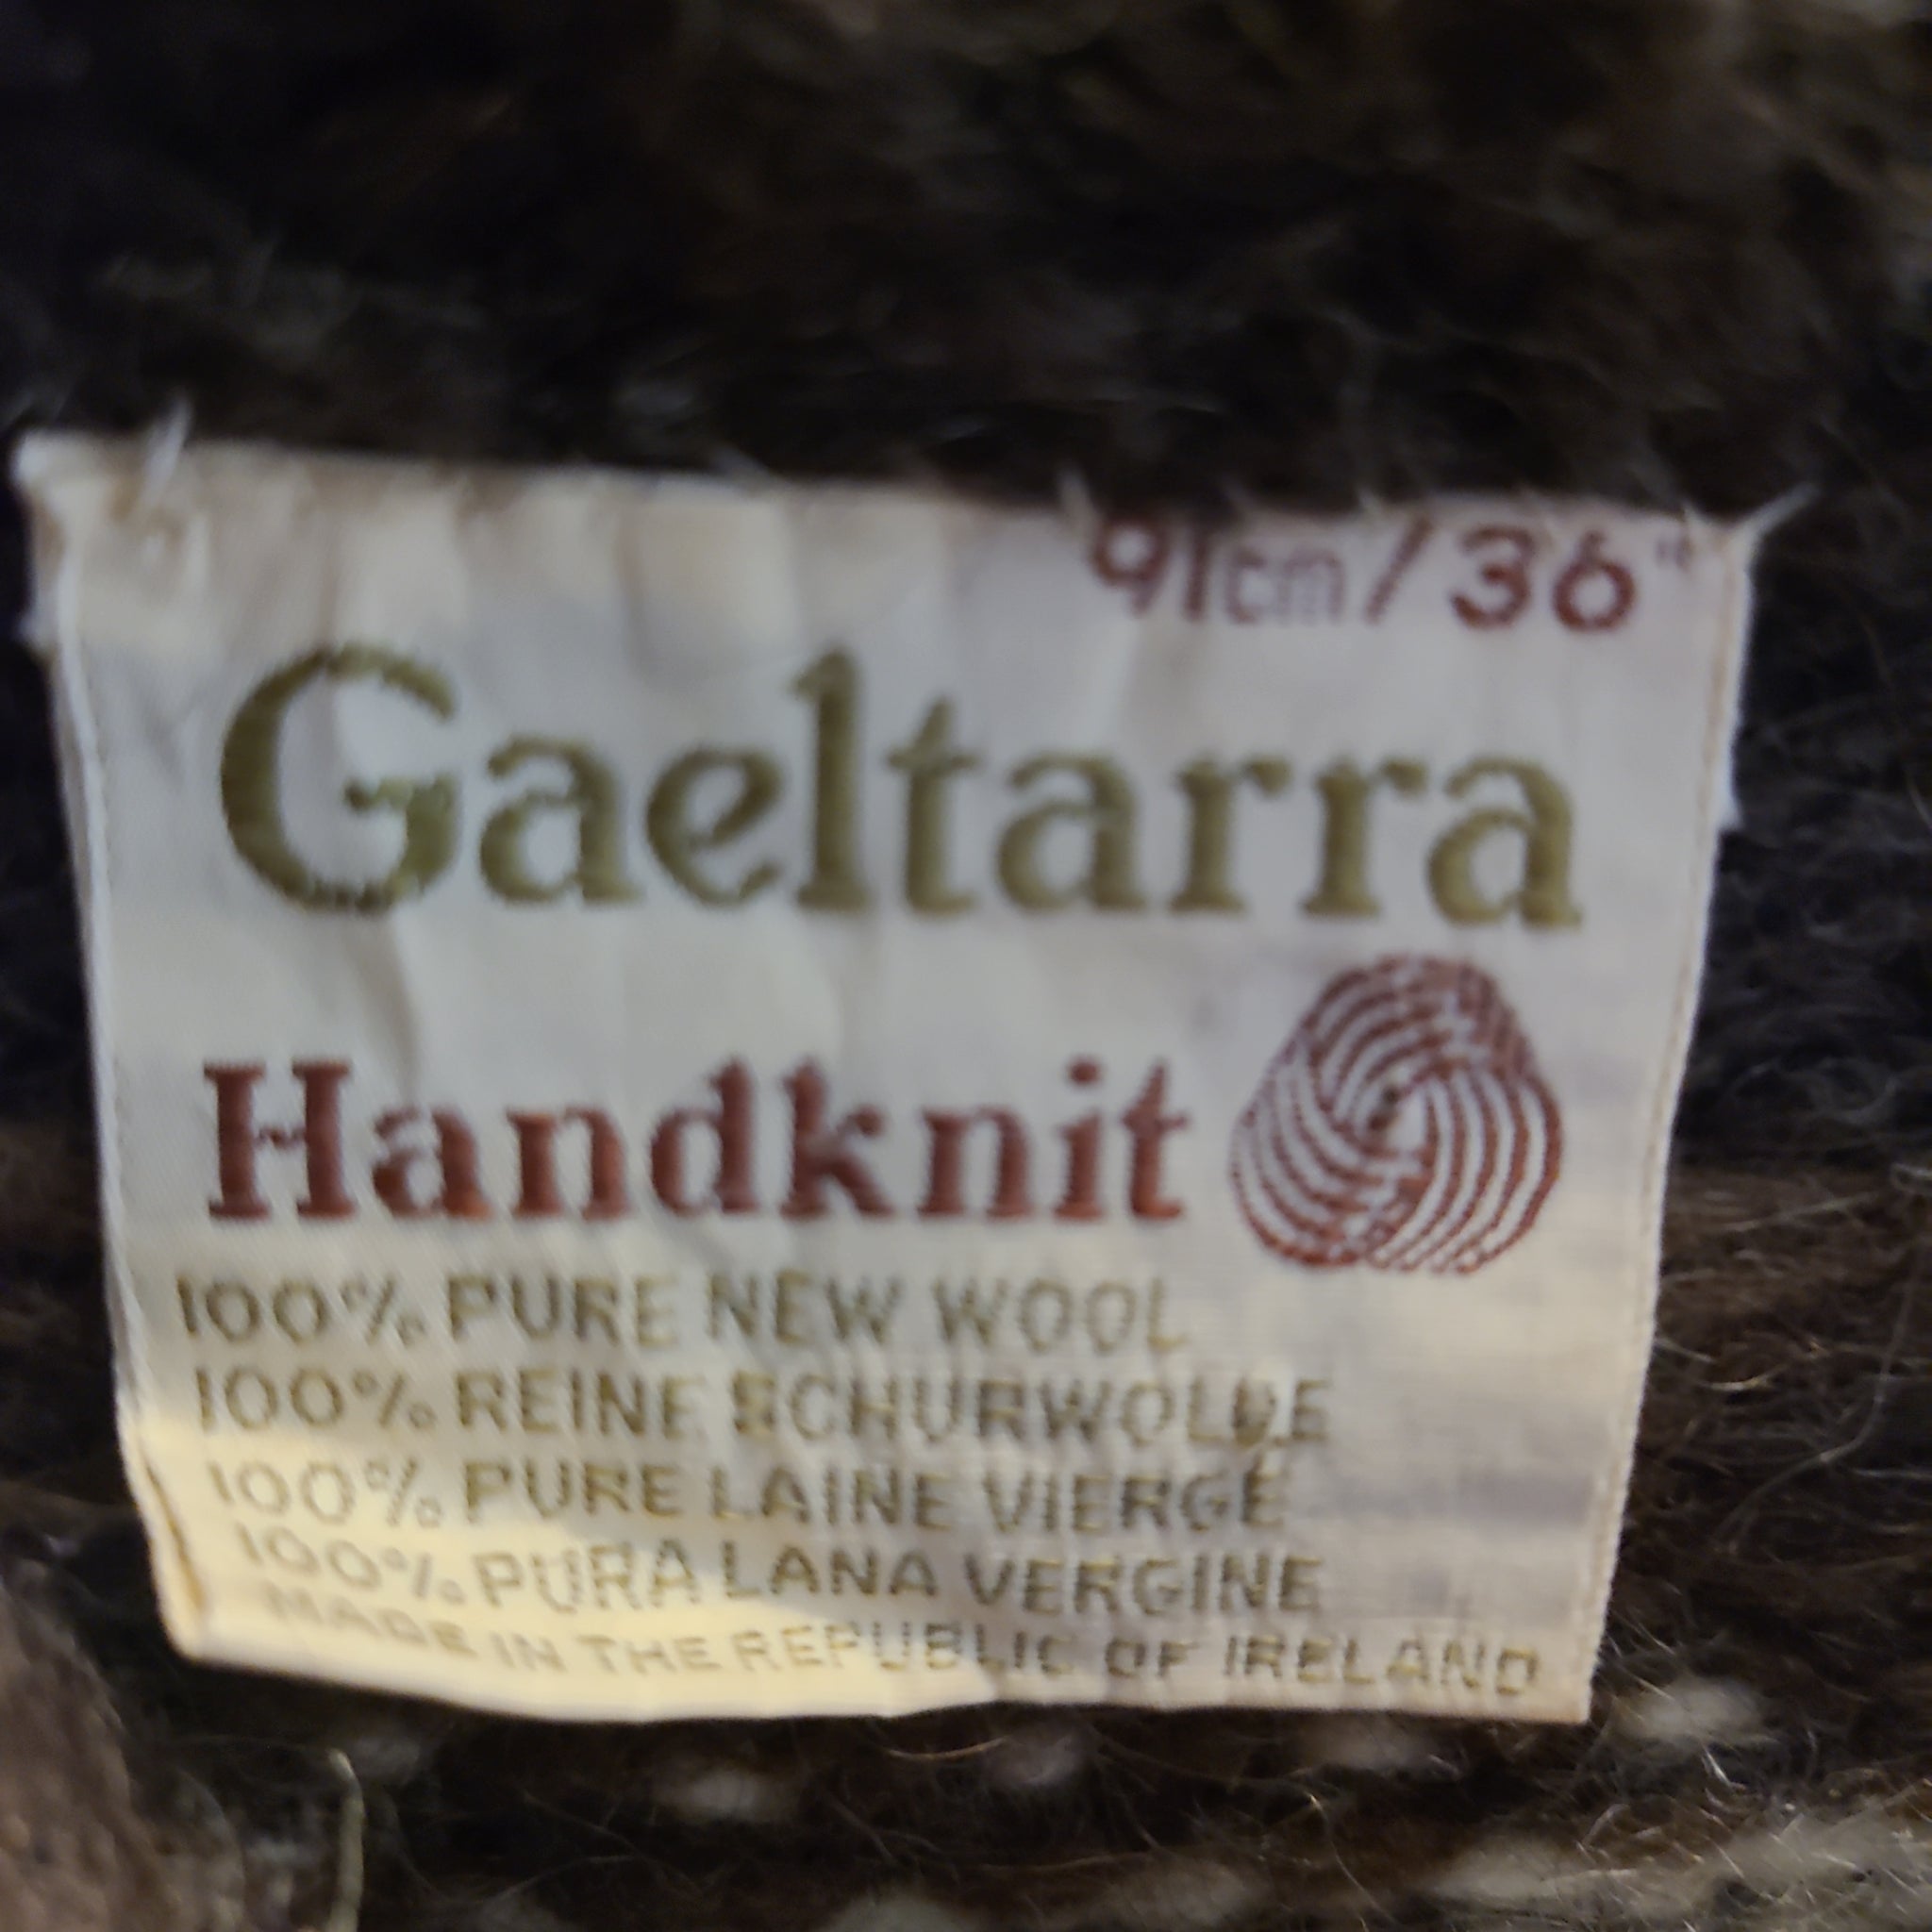 91cm/36"
Gaeltarra
Handknit
100% PURE NEW WOOL
100% REINE SCHURWOLLE
100% PURE LAINE VIERGE
100% PURA LANA VERGINE
MADE IN THE REPUBLIC OF IRELAND